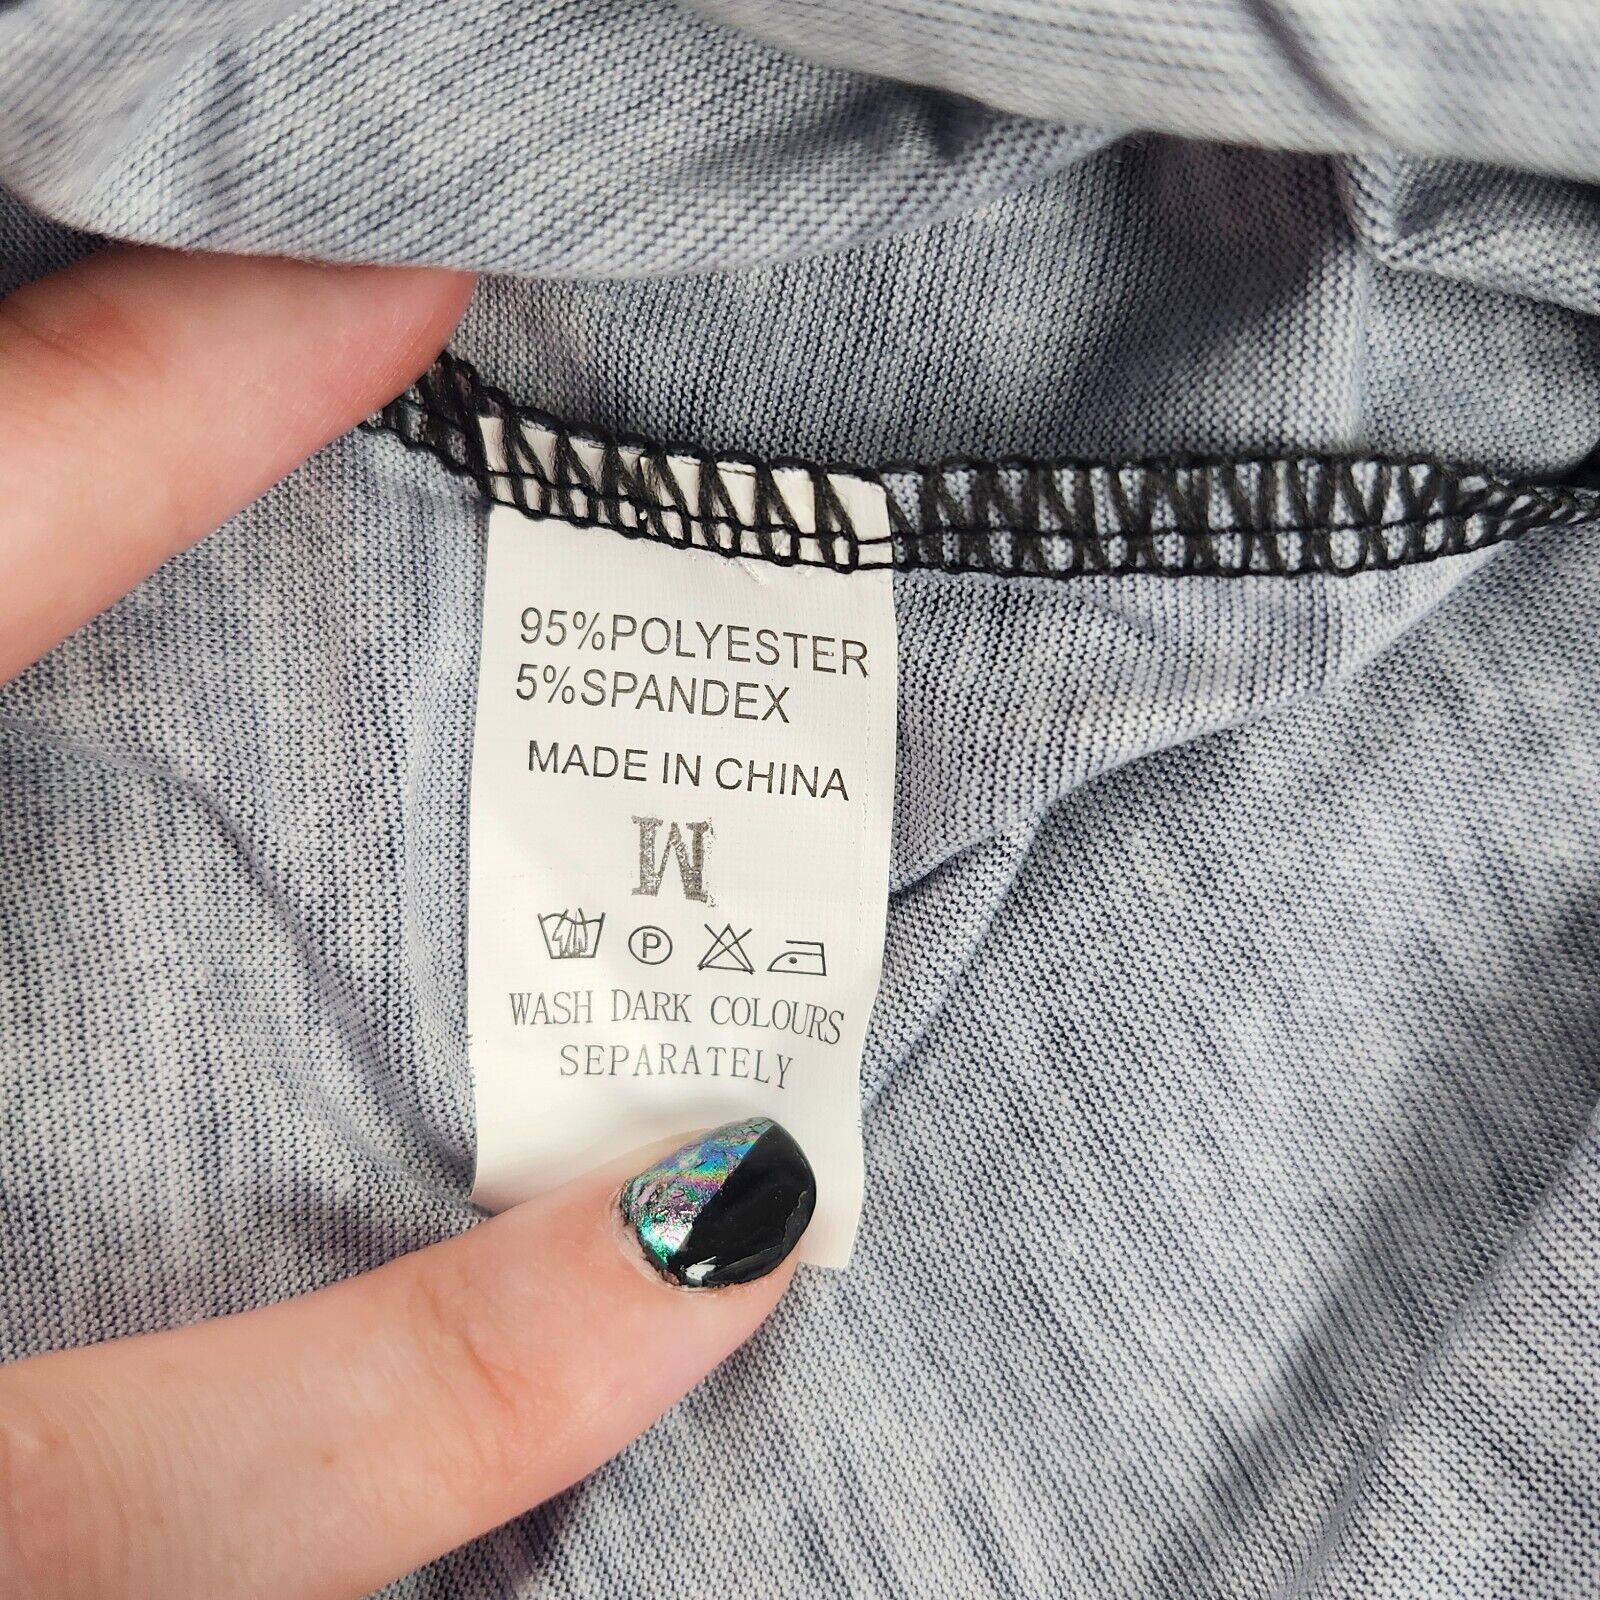 95%POLYESTER
5%SPANDEX
MADE IN CHINA
M
P
WASH DARK COLOURS
SEPARATELY